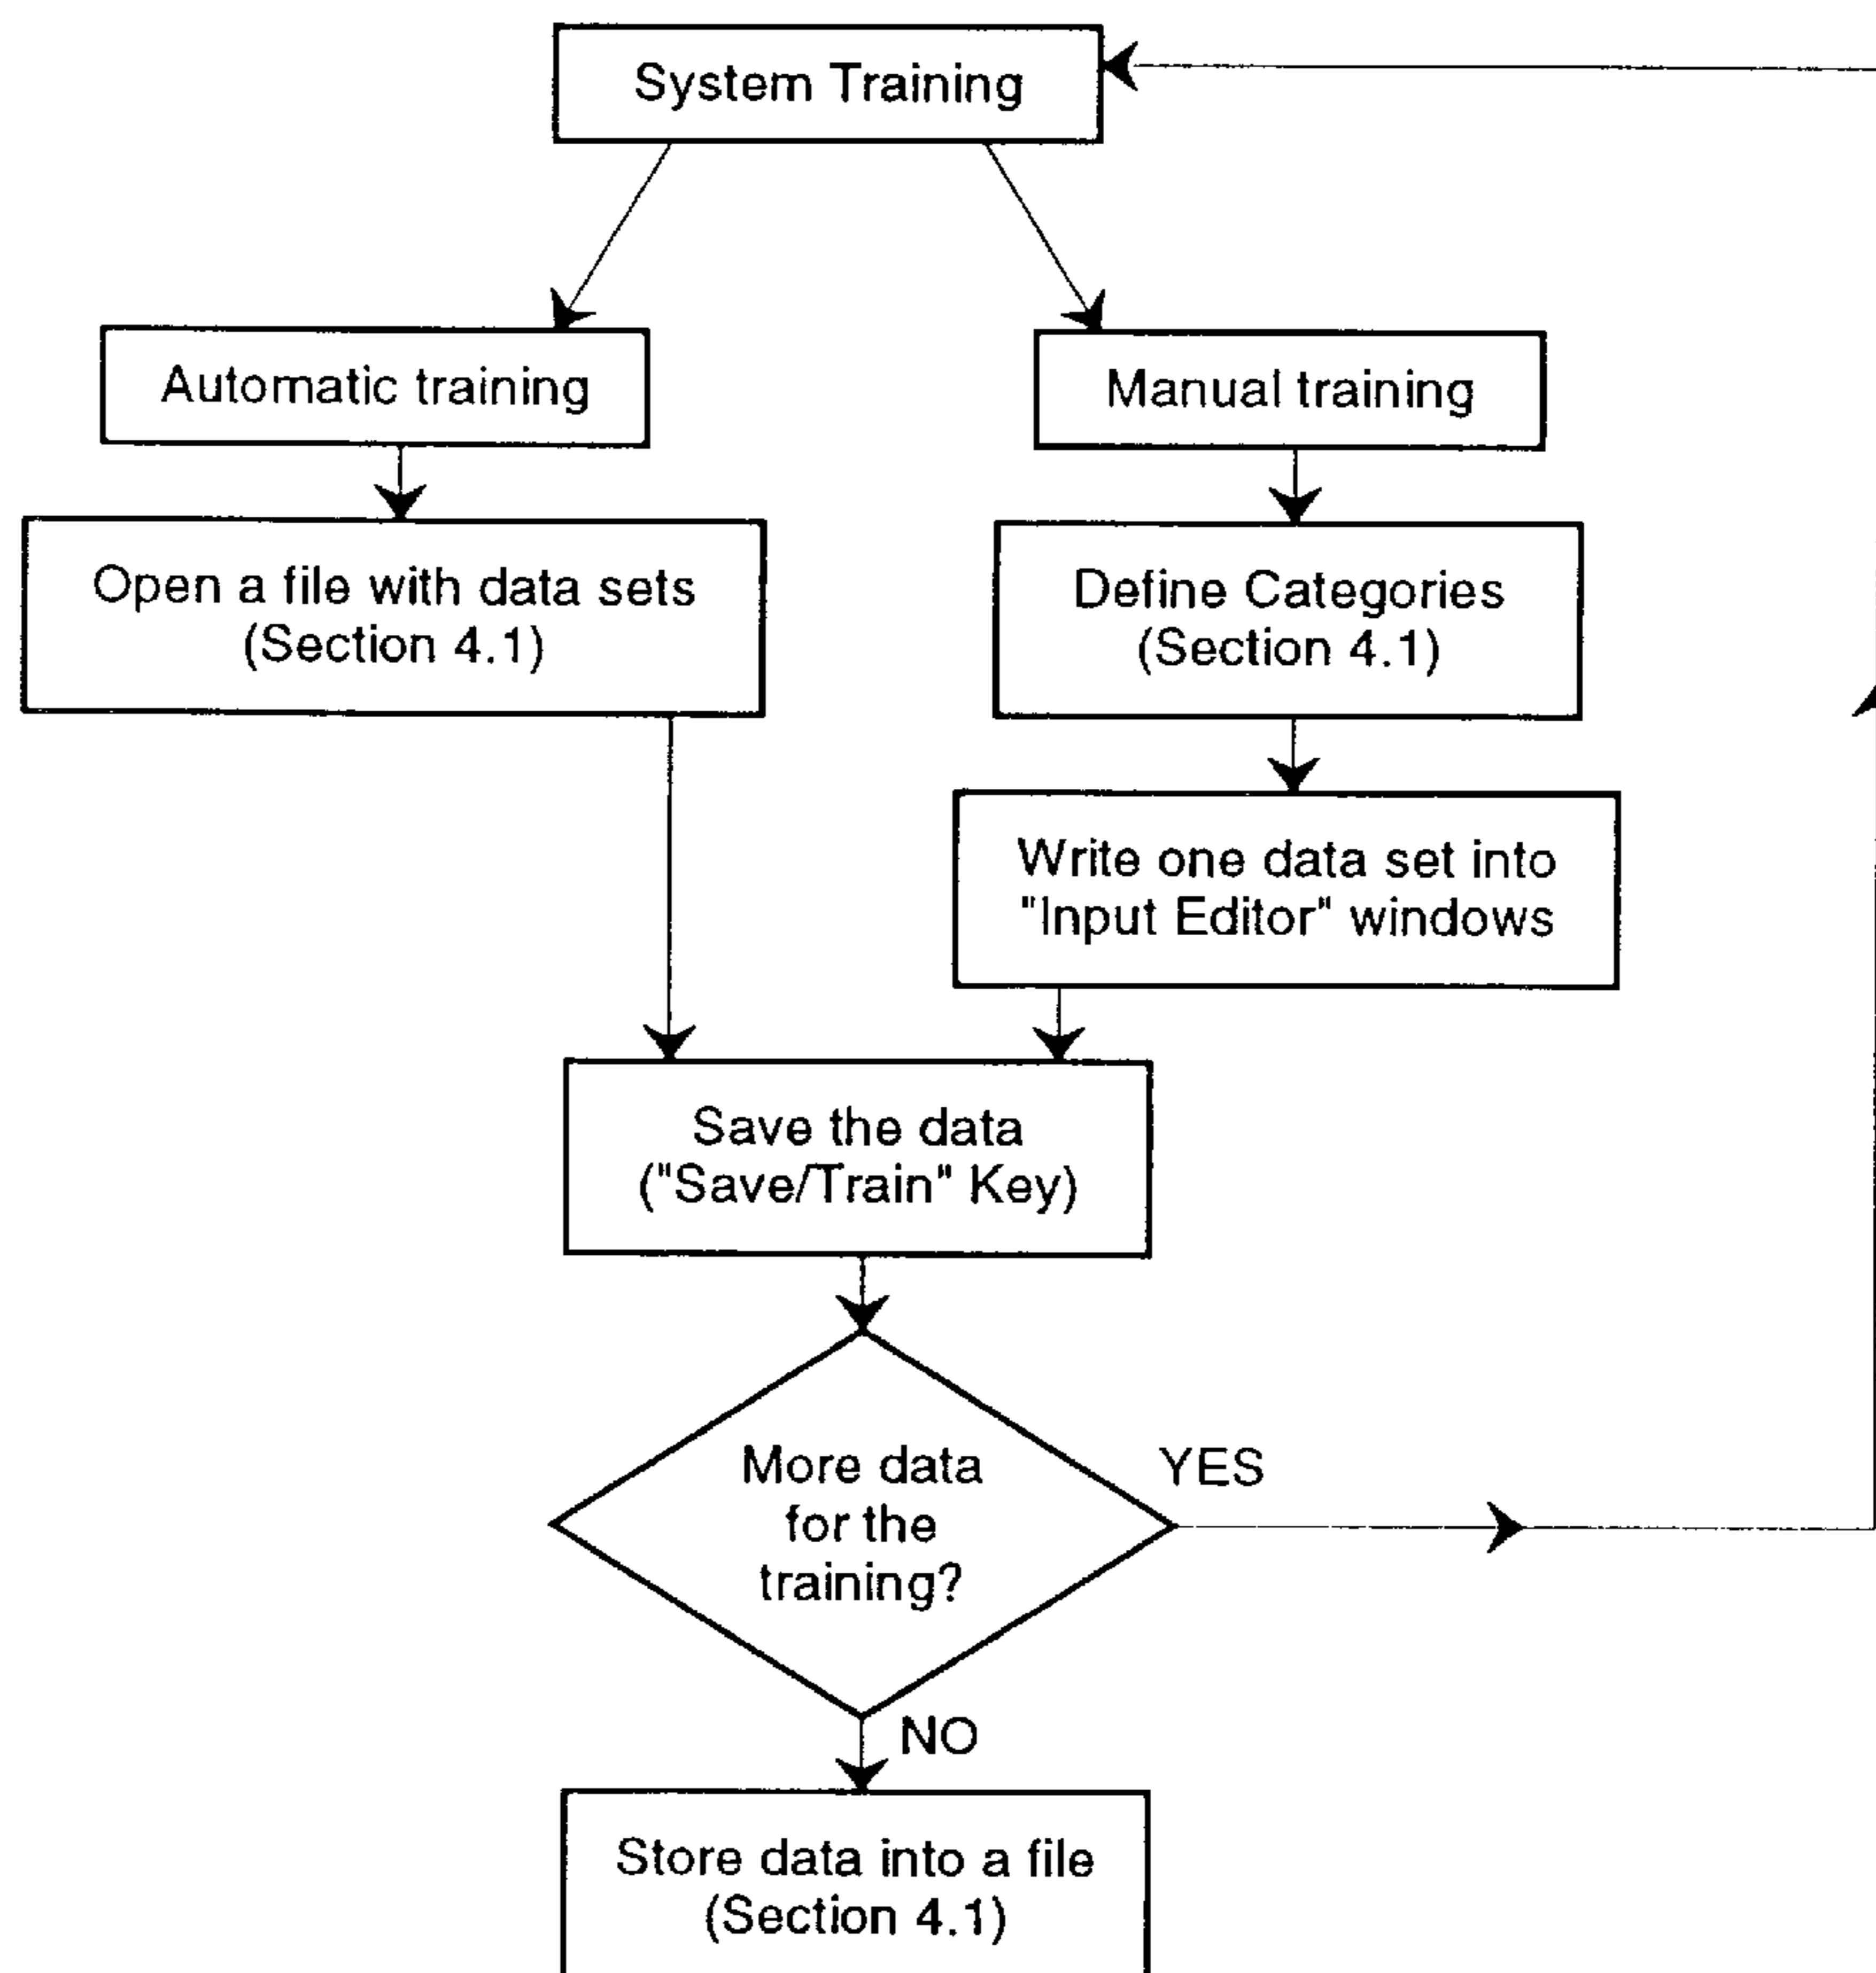 System Training
Automatic training
Manual training
Open a file with data sets
(Section 4.1)
Define Categories
(Section 4.1)
Write one data set into
"Input Editor" windows
Save the data
("Save/Train" Key)
More data
for the
training?
YES
NO
Store data into a file
(Section 4.1)